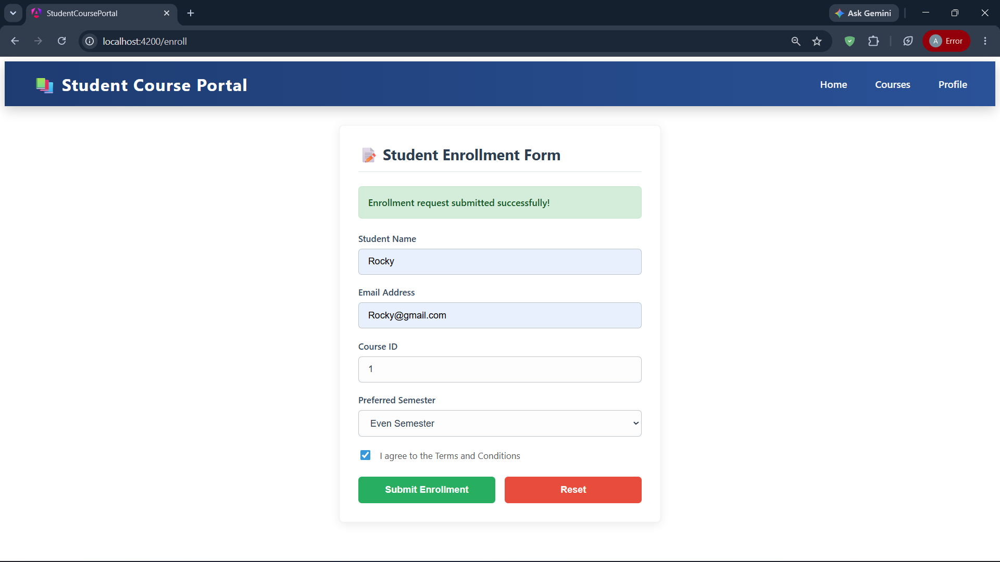 StudentCoursePortal
Ask Gemini
localhost:4200/enroll
A Error
Student Course Portal
Home
Courses
Profile
Student Enrollment Form
Enrollment request submitted successfully!
Student Name
Rocky
Email Address
Rocky@gmail.com
Course ID
1
Preferred Semester
Even Semester
I agree to the Terms and Conditions
Submit Enrollment
Reset